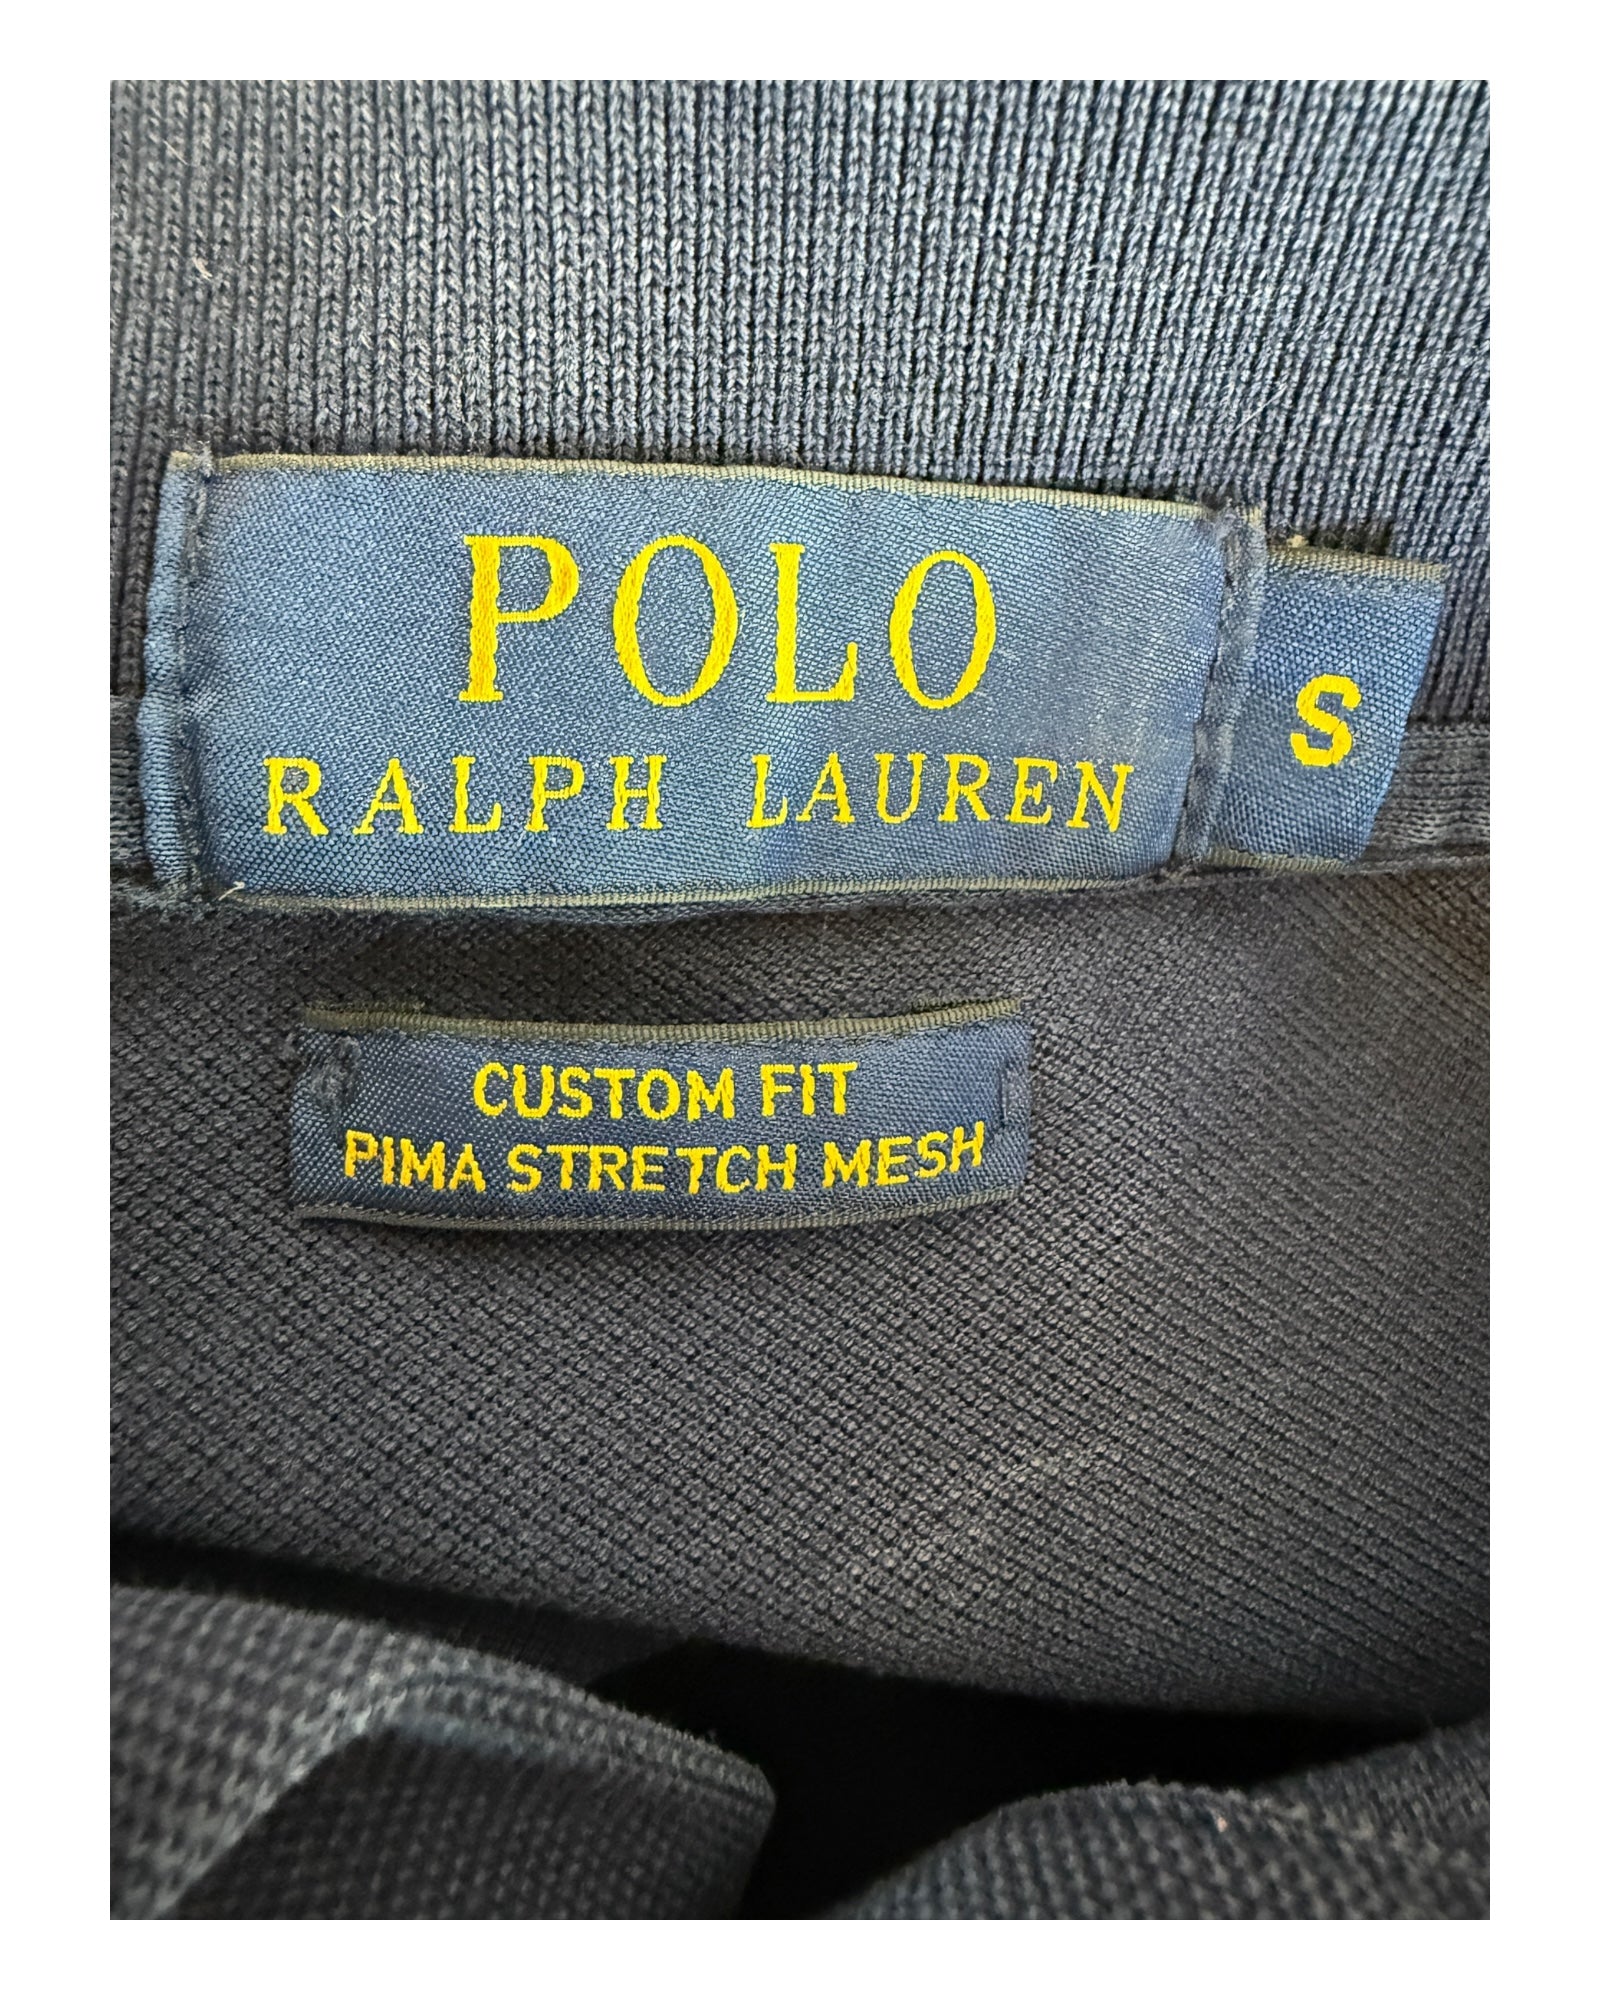 POLO
RALPH LAUREN
S
CUSTOM FIT
PIMA STRETCH MESH